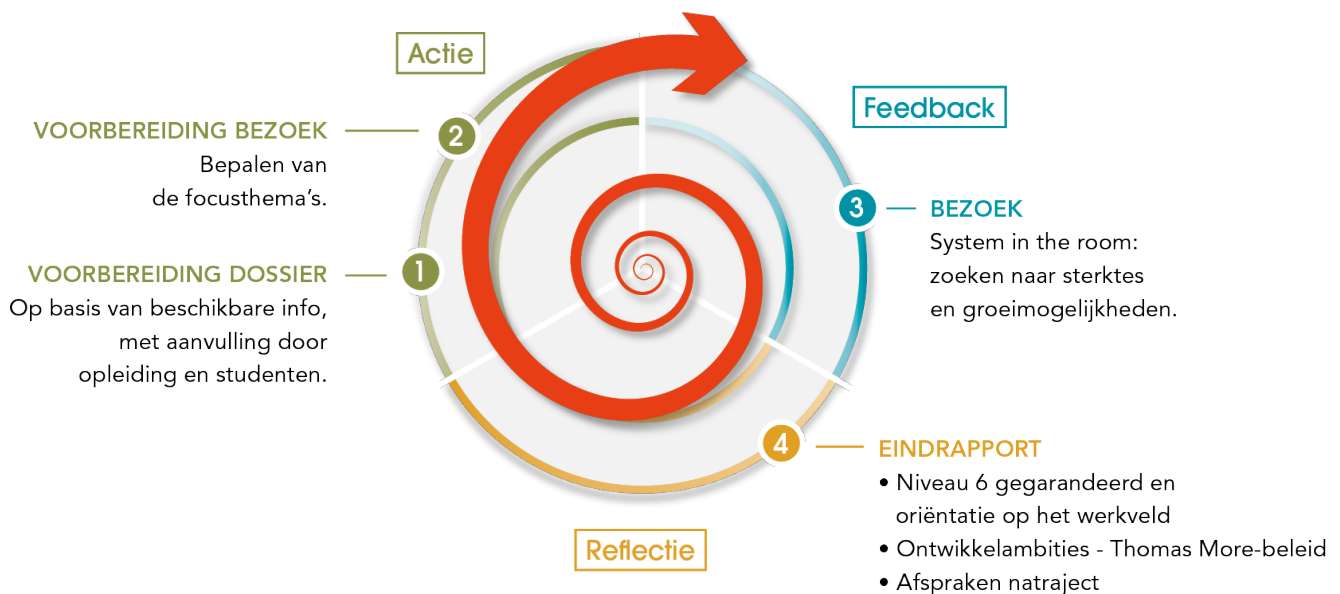 Actie
2
VOORBEREIDING BEZOEK
Bepalen van
de focusthema’s.
1
VOORBEREIDING DOSSIER
Op basis van beschikbare info,
met aanvulling door
opleiding en studenten.
Feedback
3
BEZOEK
System in the room:
zoeken naar sterktes
en groeimogelijkheden.
4
EINDRAPPORT
• Niveau 6 gegarandeerd en
oriëntatie op het werkveld
• Ontwikkelambities - Thomas More-beleid
• Afspraken natraject
Reflectie